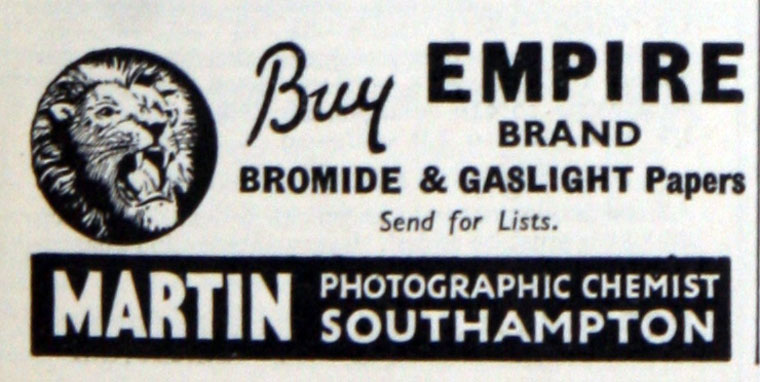 Buy EMPIRE
BRAND
BROMIDE & GASLIGHT Papers
Send for Lists.
MARTIN PHOTOGRAPHIC CHEMIST
SOUTHAMPTON